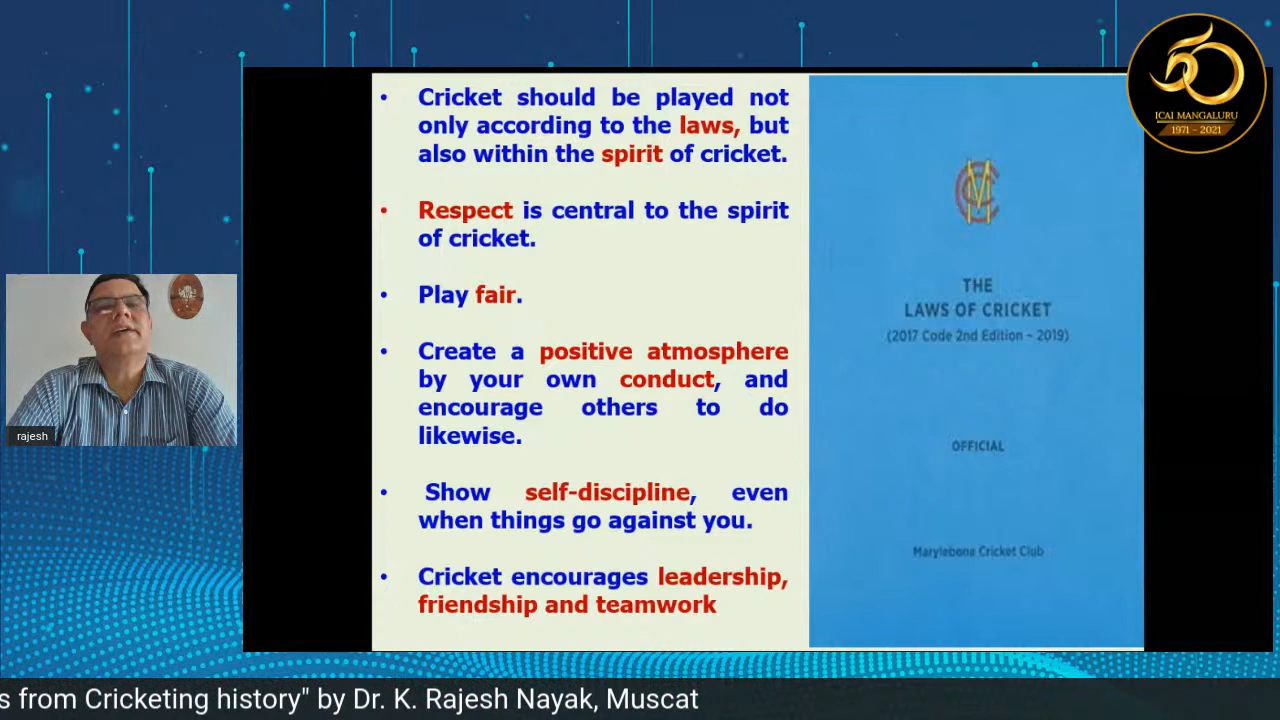 • Cricket should be played not
only according to the laws, but
also within the spirit of cricket.
• Respect is central to the spirit
of cricket.
• Play fair.
• Create a positive atmosphere
by your own conduct, and
encourage others to do
likewise.
• Show self-discipline, even
when things go against you.
• Cricket encourages leadership,
friendship and teamwork
MCC
THE
LAWS OF CRICKET
(2017 Code 2nd Edition - 2019)
OFFICIAL
Marylebone Cricket Club
50
ICAI MANGALURU
1971 - 2021
rajesh
s from Cricketing history" by Dr. K. Rajesh Nayak, Muscat